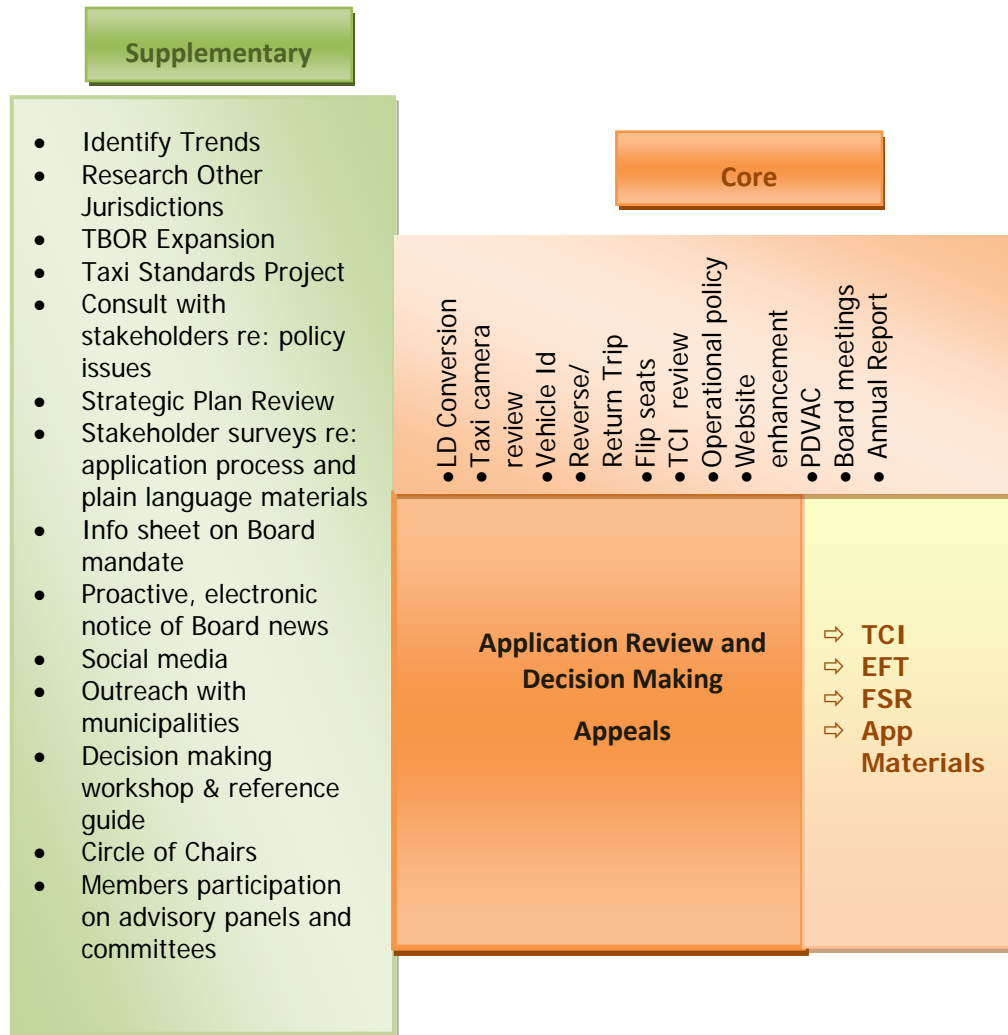 Supplementary
• Identify Trends
• Research Other
Jurisdictions
• TBOR Expansion
• Taxi Standards Project
• Consult with
stakeholders re: policy
issues
• Strategic Plan Review
• Stakeholder surveys re:
application process and
plain language materials
• Info sheet on Board
mandate
• Proactive, electronic
notice of Board news
• Social media
• Outreach with
municipalities
• Decision making
workshop & reference
guide
• Circle of Chairs
• Members participation
on advisory panels and
committees
Core
• LD Conversion
• Taxi camera
review
• Vehicle Id
• Reverse/
Return Trip
• Flip seats
• TCI review
• Operational policy
• Website
enhancement
• PDVAC
• Board meetings
• Annual Report
Application Review and
Decision Making
Appeals
⇨ TCI
⇨ EFT
⇨ FSR
⇨ App
Materials